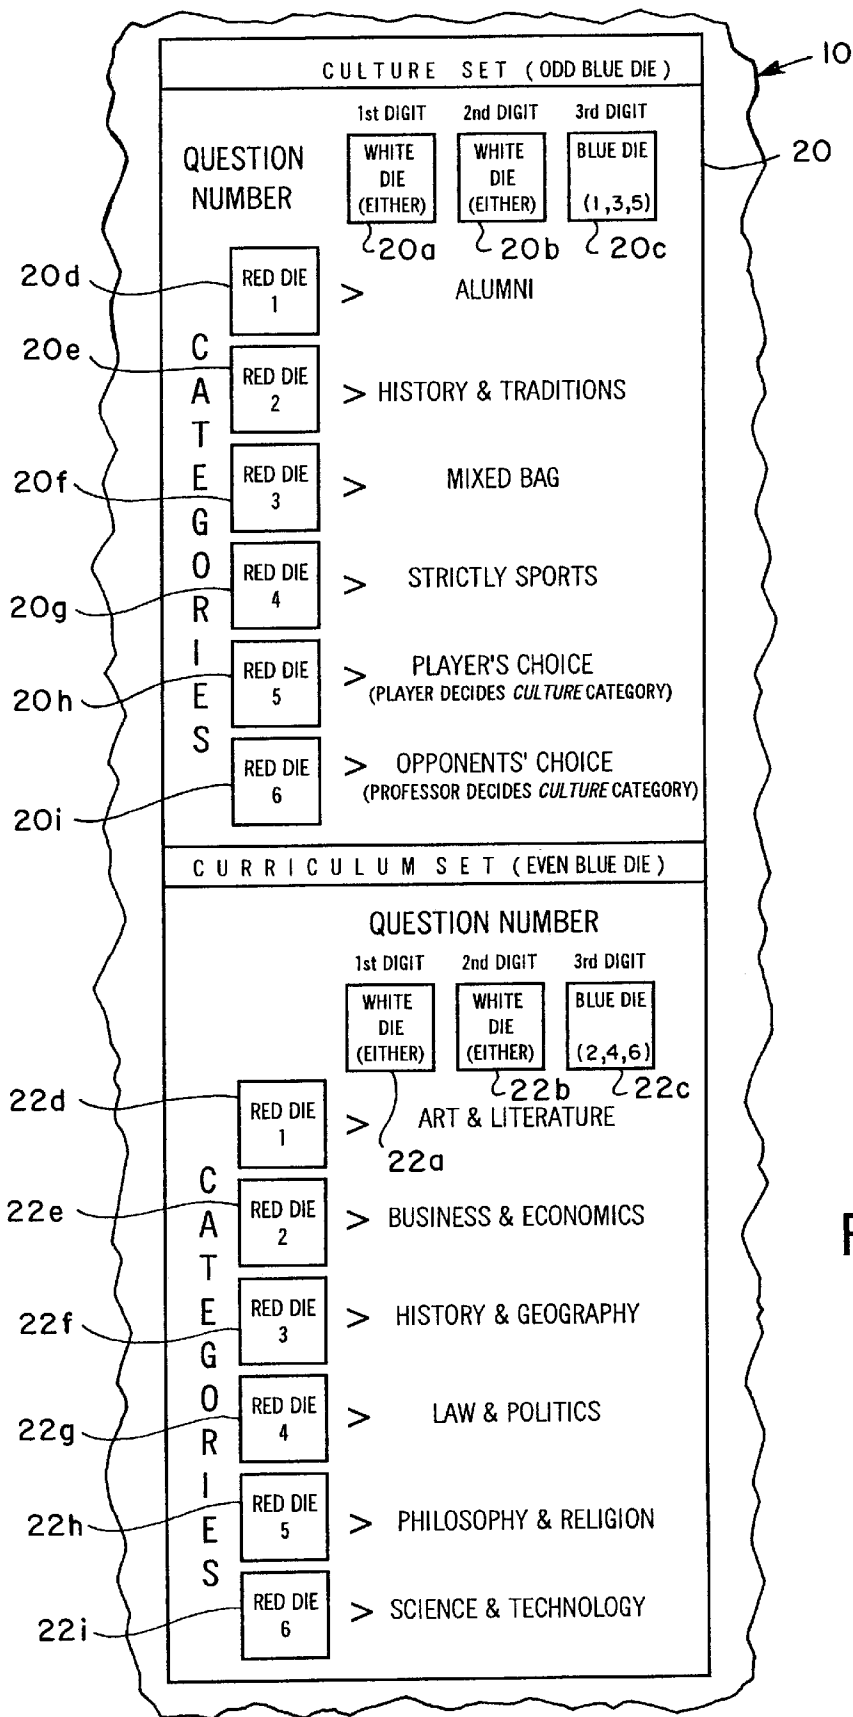 10
CULTURE SET (ODD BLUE DIE)
1st DIGIT 2nd DIGIT 3rd DIGIT
20
QUESTION NUMBER
WHITE DIE (EITHER)
WHITE DIE (EITHER)
BLUE DIE (1,3,5)
20a 20b 20c
CATEGORIES
20d RED DIE 1 > ALUMNI
20e RED DIE 2 > HISTORY & TRADITIONS
20f RED DIE 3 > MIXED BAG
20g RED DIE 4 > STRICTLY SPORTS
20h RED DIE 5 > PLAYER'S CHOICE
(PLAYER DECIDES CULTURE CATEGORY)
20i RED DIE 6 > OPPONENTS' CHOICE
(PROFESSOR DECIDES CULTURE CATEGORY)
CURRICULUM SET (EVEN BLUE DIE)
QUESTION NUMBER
1st DIGIT 2nd DIGIT 3rd DIGIT
WHITE DIE (EITHER)
WHITE DIE (EITHER)
BLUE DIE (2,4,6)
22a 22b 22c
CATEGORIES
22d RED DIE 1 > ART & LITERATURE
22e RED DIE 2 > BUSINESS & ECONOMICS
22f RED DIE 3 > HISTORY & GEOGRAPHY
22g RED DIE 4 > LAW & POLITICS
22h RED DIE 5 > PHILOSOPHY & RELIGION
22i RED DIE 6 > SCIENCE & TECHNOLOGY